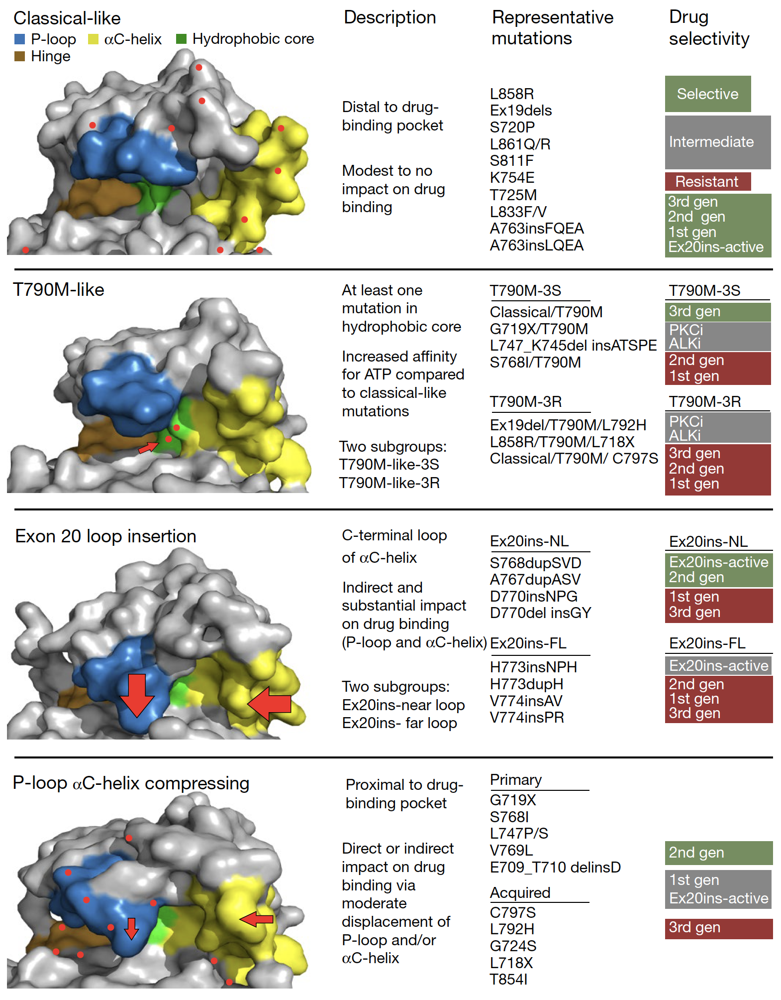 Classical-like
P-loop
αC-helix
Hydrophobic core
Hinge
Description
Representative
mutations
Drug
selectivity
Distal to drug-
binding pocket
Modest to no
impact on drug
binding
L858R
Ex19dels
S720P
L861Q/R
S811F
K754E
T725M
L833F/V
A763insFQEA
A763insLQEA
Selective
Intermediate
Resistant
3rd gen
2nd gen
1st gen
Ex20ins-active
T790M-like
At least one
mutation in
hydrophobic core
Increased affinity
for ATP compared
to classical-like
mutations
Two subgroups:
T790M-like-3S
T790M-like-3R
T790M-3S
Classical/T790M
G719X/T790M
L747_K745del insATSPE
S768I/T790M
T790M-3R
Ex19del/T790M/L792H
L858R/T790M/L718X
Classical/T790M/ C797S
T790M-3S
3rd gen
PKCi
ALKi
2nd gen
1st gen
T790M-3R
PKCi
ALKi
3rd gen
2nd gen
1st gen
Exon 20 loop insertion
C-terminal loop
of αC-helix
Indirect and
substantial impact
on drug binding
(P-loop and αC-helix)
Two subgroups:
Ex20ins-near loop
Ex20ins- far loop
Ex20ins-NL
S768dupSVD
A767dupASV
D770insNPG
D770del insGY
Ex20ins-FL
H773insNPH
H773dupH
V774insAV
V774insPR
Ex20ins-NL
Ex20ins-active
2nd gen
1st gen
3rd gen
Ex20ins-FL
Ex20ins-active
2nd gen
1st gen
3rd gen
P-loop αC-helix compressing
Proximal to drug-
binding pocket
Direct or indirect
impact on drug
binding via
moderate
displacement of
P-loop and/or
αC-helix
Primary
G719X
S768I
L747P/S
V769L
E709_T710 delinsD
Acquired
C797S
L792H
G724S
L718X
T854I
2nd gen
1st gen
Ex20ins-active
3rd gen